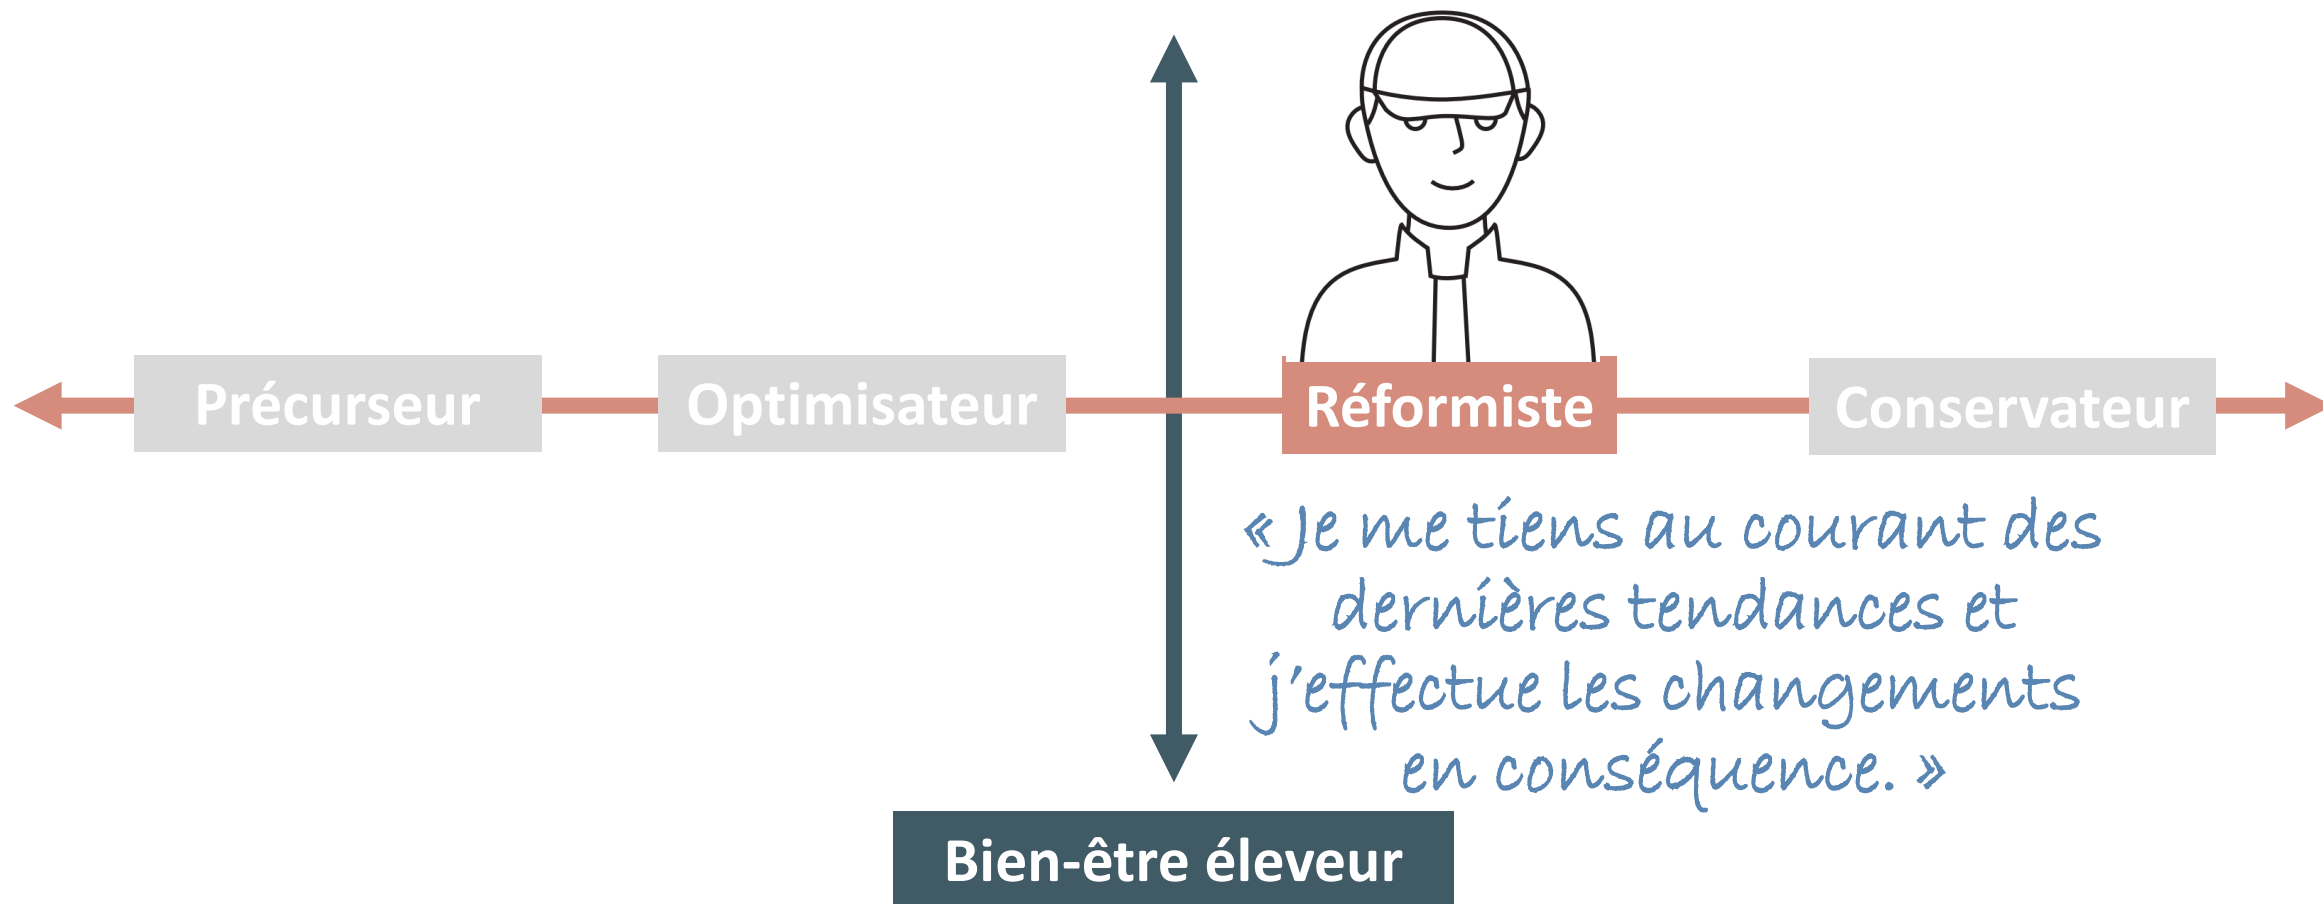 Précurseur
Optimisateur
Réformiste
Conservateur
« Je me tiens au courant des
dernières tendances et
j'effectue les changements
en conséquence. »
Bien-être éleveur